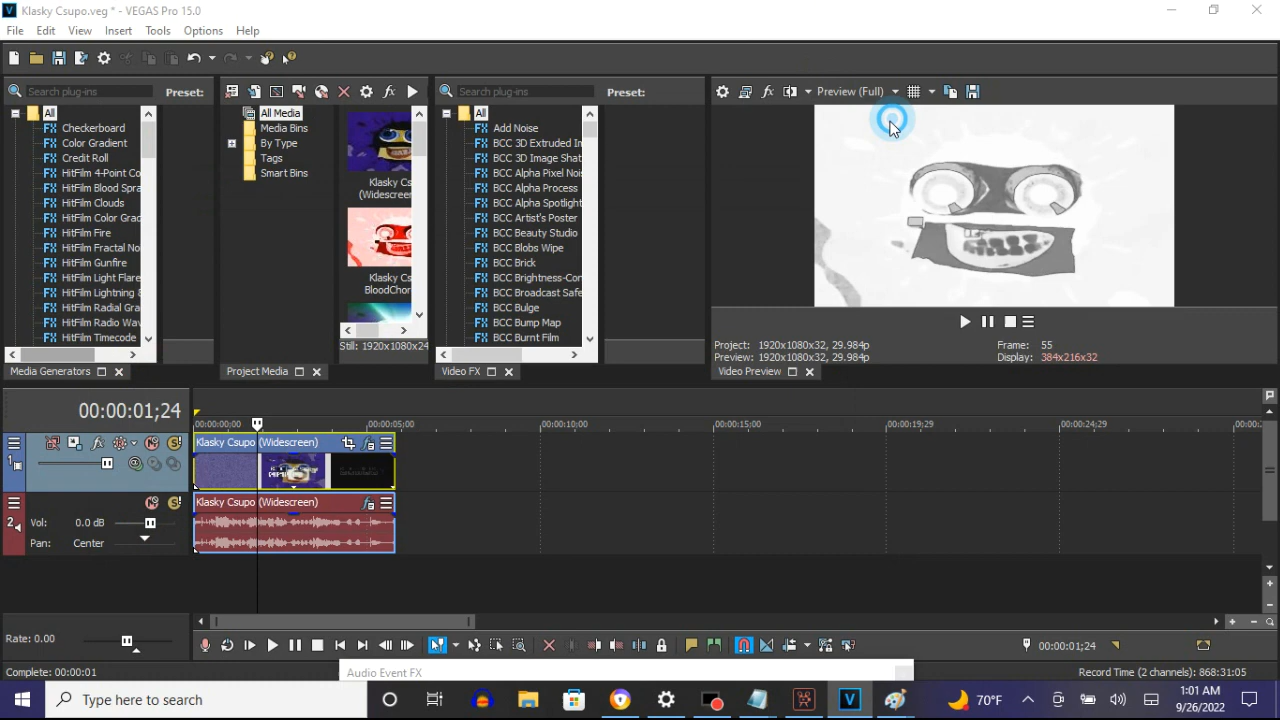 Klasky Csupo.veg * - VEGAS Pro 15.0
File Edit View Insert Tools Options Help
Search plug-ins Preset:
All
Checkerboard
Color Gradient
Credit Roll
HitFilm 4-Point Co
HitFilm Blood Spra
HitFilm Clouds
HitFilm Color Grac
HitFilm Fire
HitFilm Fractal No
HitFilm Gunfire
HitFilm Light Flare
HitFilm Lightning &
HitFilm Radial Gra
HitFilm Radio Wav
HitFilm Timecode
Media Generators
All Media
Media Bins
By Type
Tags
Smart Bins
Klasky Cs
(Widescreen
Klasky Cs
BloodChor
Still: 1920x1080x24
Project Media
Search plug-ins Preset:
All
Add Noise
BCC 3D Extruded In
BCC 3D Image Shat
BCC Alpha Pixel Noi
BCC Alpha Process
BCC Alpha Spotlight
BCC Artist's Poster
BCC Beauty Studio
BCC Blobs Wipe
BCC Brick
BCC Brightness-Con
BCC Broadcast Safe
BCC Bulge
BCC Bump Map
BCC Burnt Film
Video FX
Preview (Full)
Project: 1920x1080x32, 29.984p Frame: 55
Preview: 1920x1080x32, 29.984p Display: 384x216x32
Video Preview
00:00:01;24
00:00:00;00 00:00:05;00 00:00:10;00 00:00:15;00 00:00:19;29 00:00:24;29 00:00:2
Klasky Csupo (Widescreen)
Klasky Csupo (Widescreen)
Vol: 0.0 dB
Pan: Center
Rate: 0.00
00:00:01;24
Complete: 00:00:01 Audio Event FX Record Time (2 channels): 868:31:05
Type here to search 70°F 1:01 AM
9/26/2022